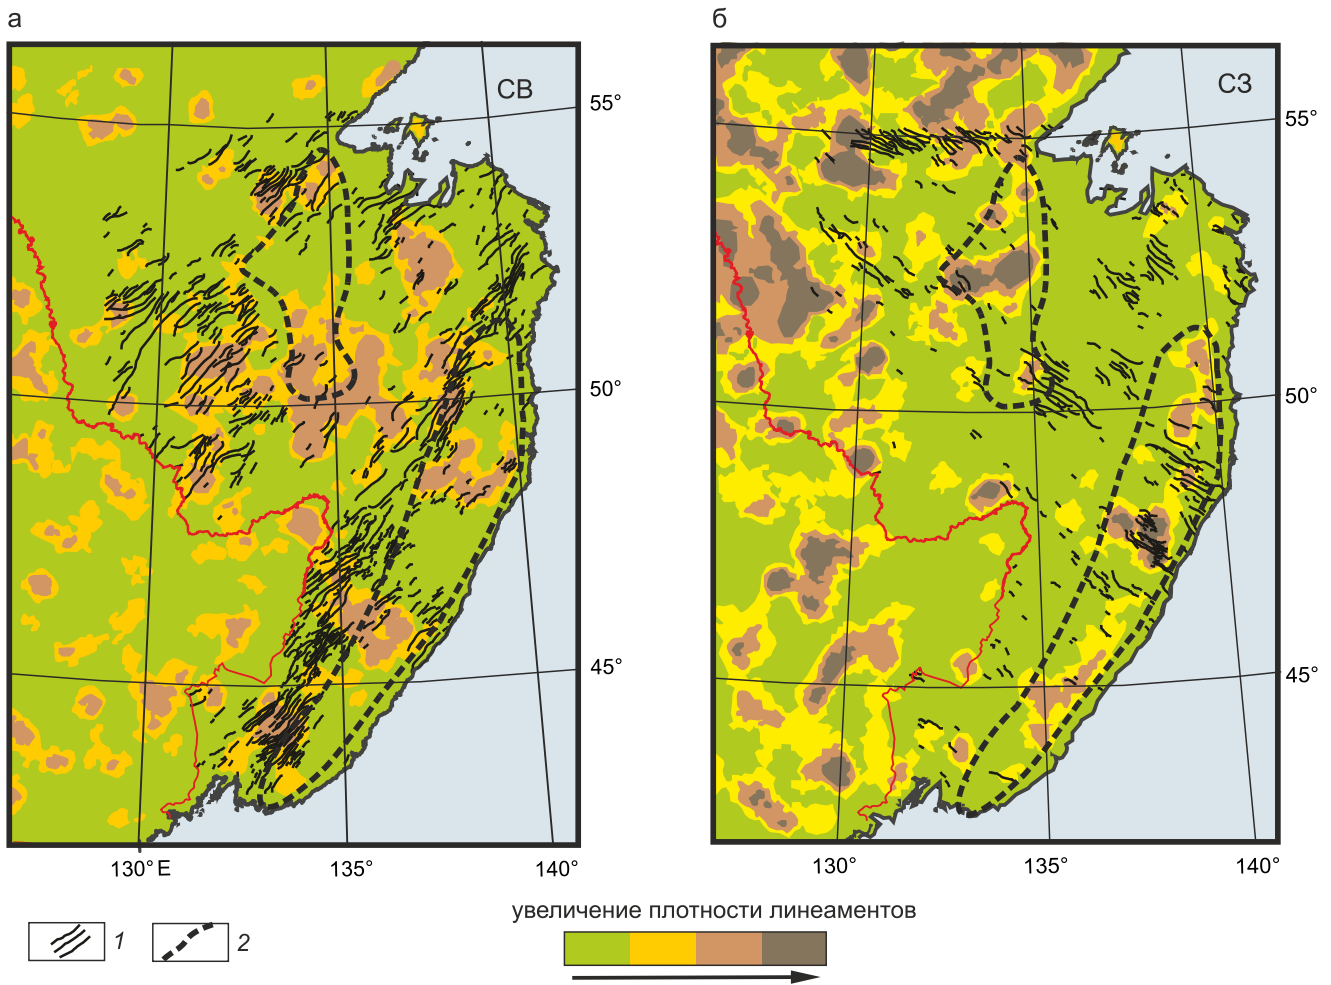 а
б
СВ
СЗ
55°
55°
50°
50°
45°
45°
130° E
135°
140°
130°
135°
140°
1
2
увеличение плотности линеаментов